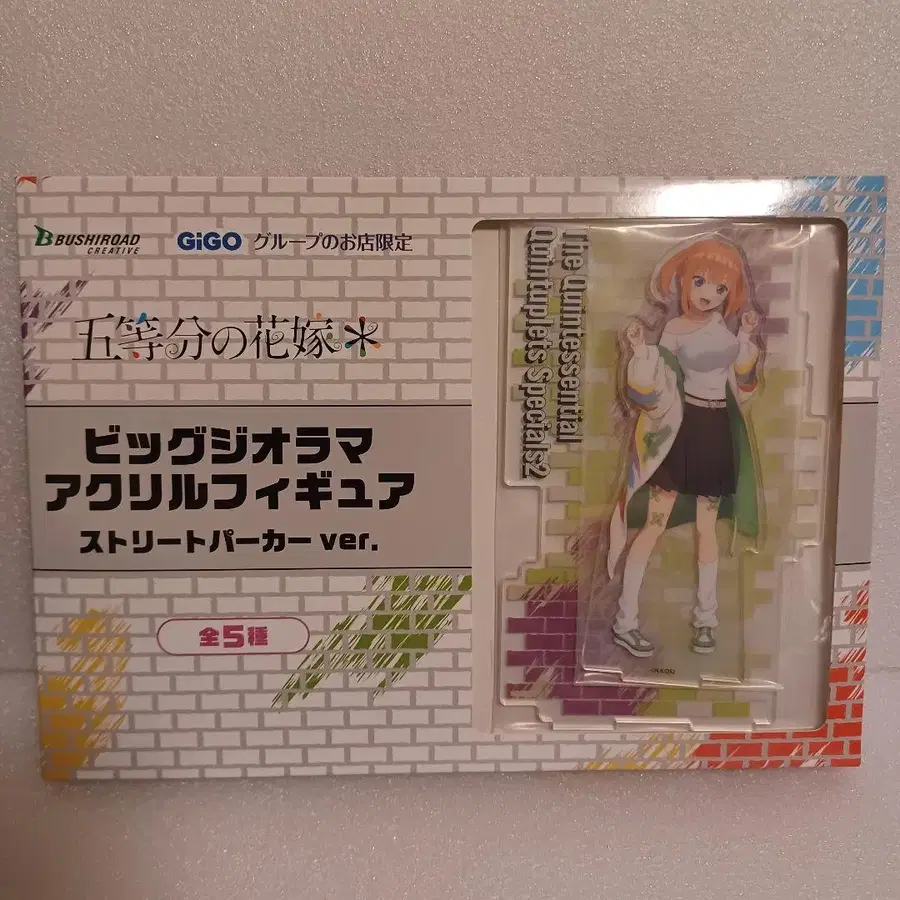 BUSHIROAD
CREATIVE
GiGO グループのお店限定
五等分の花嫁*
ビッグジオラマ
アクリルフィギュア
ストリートパーカー ver.
全5種
The Quintessential
Quintuplets Specials2